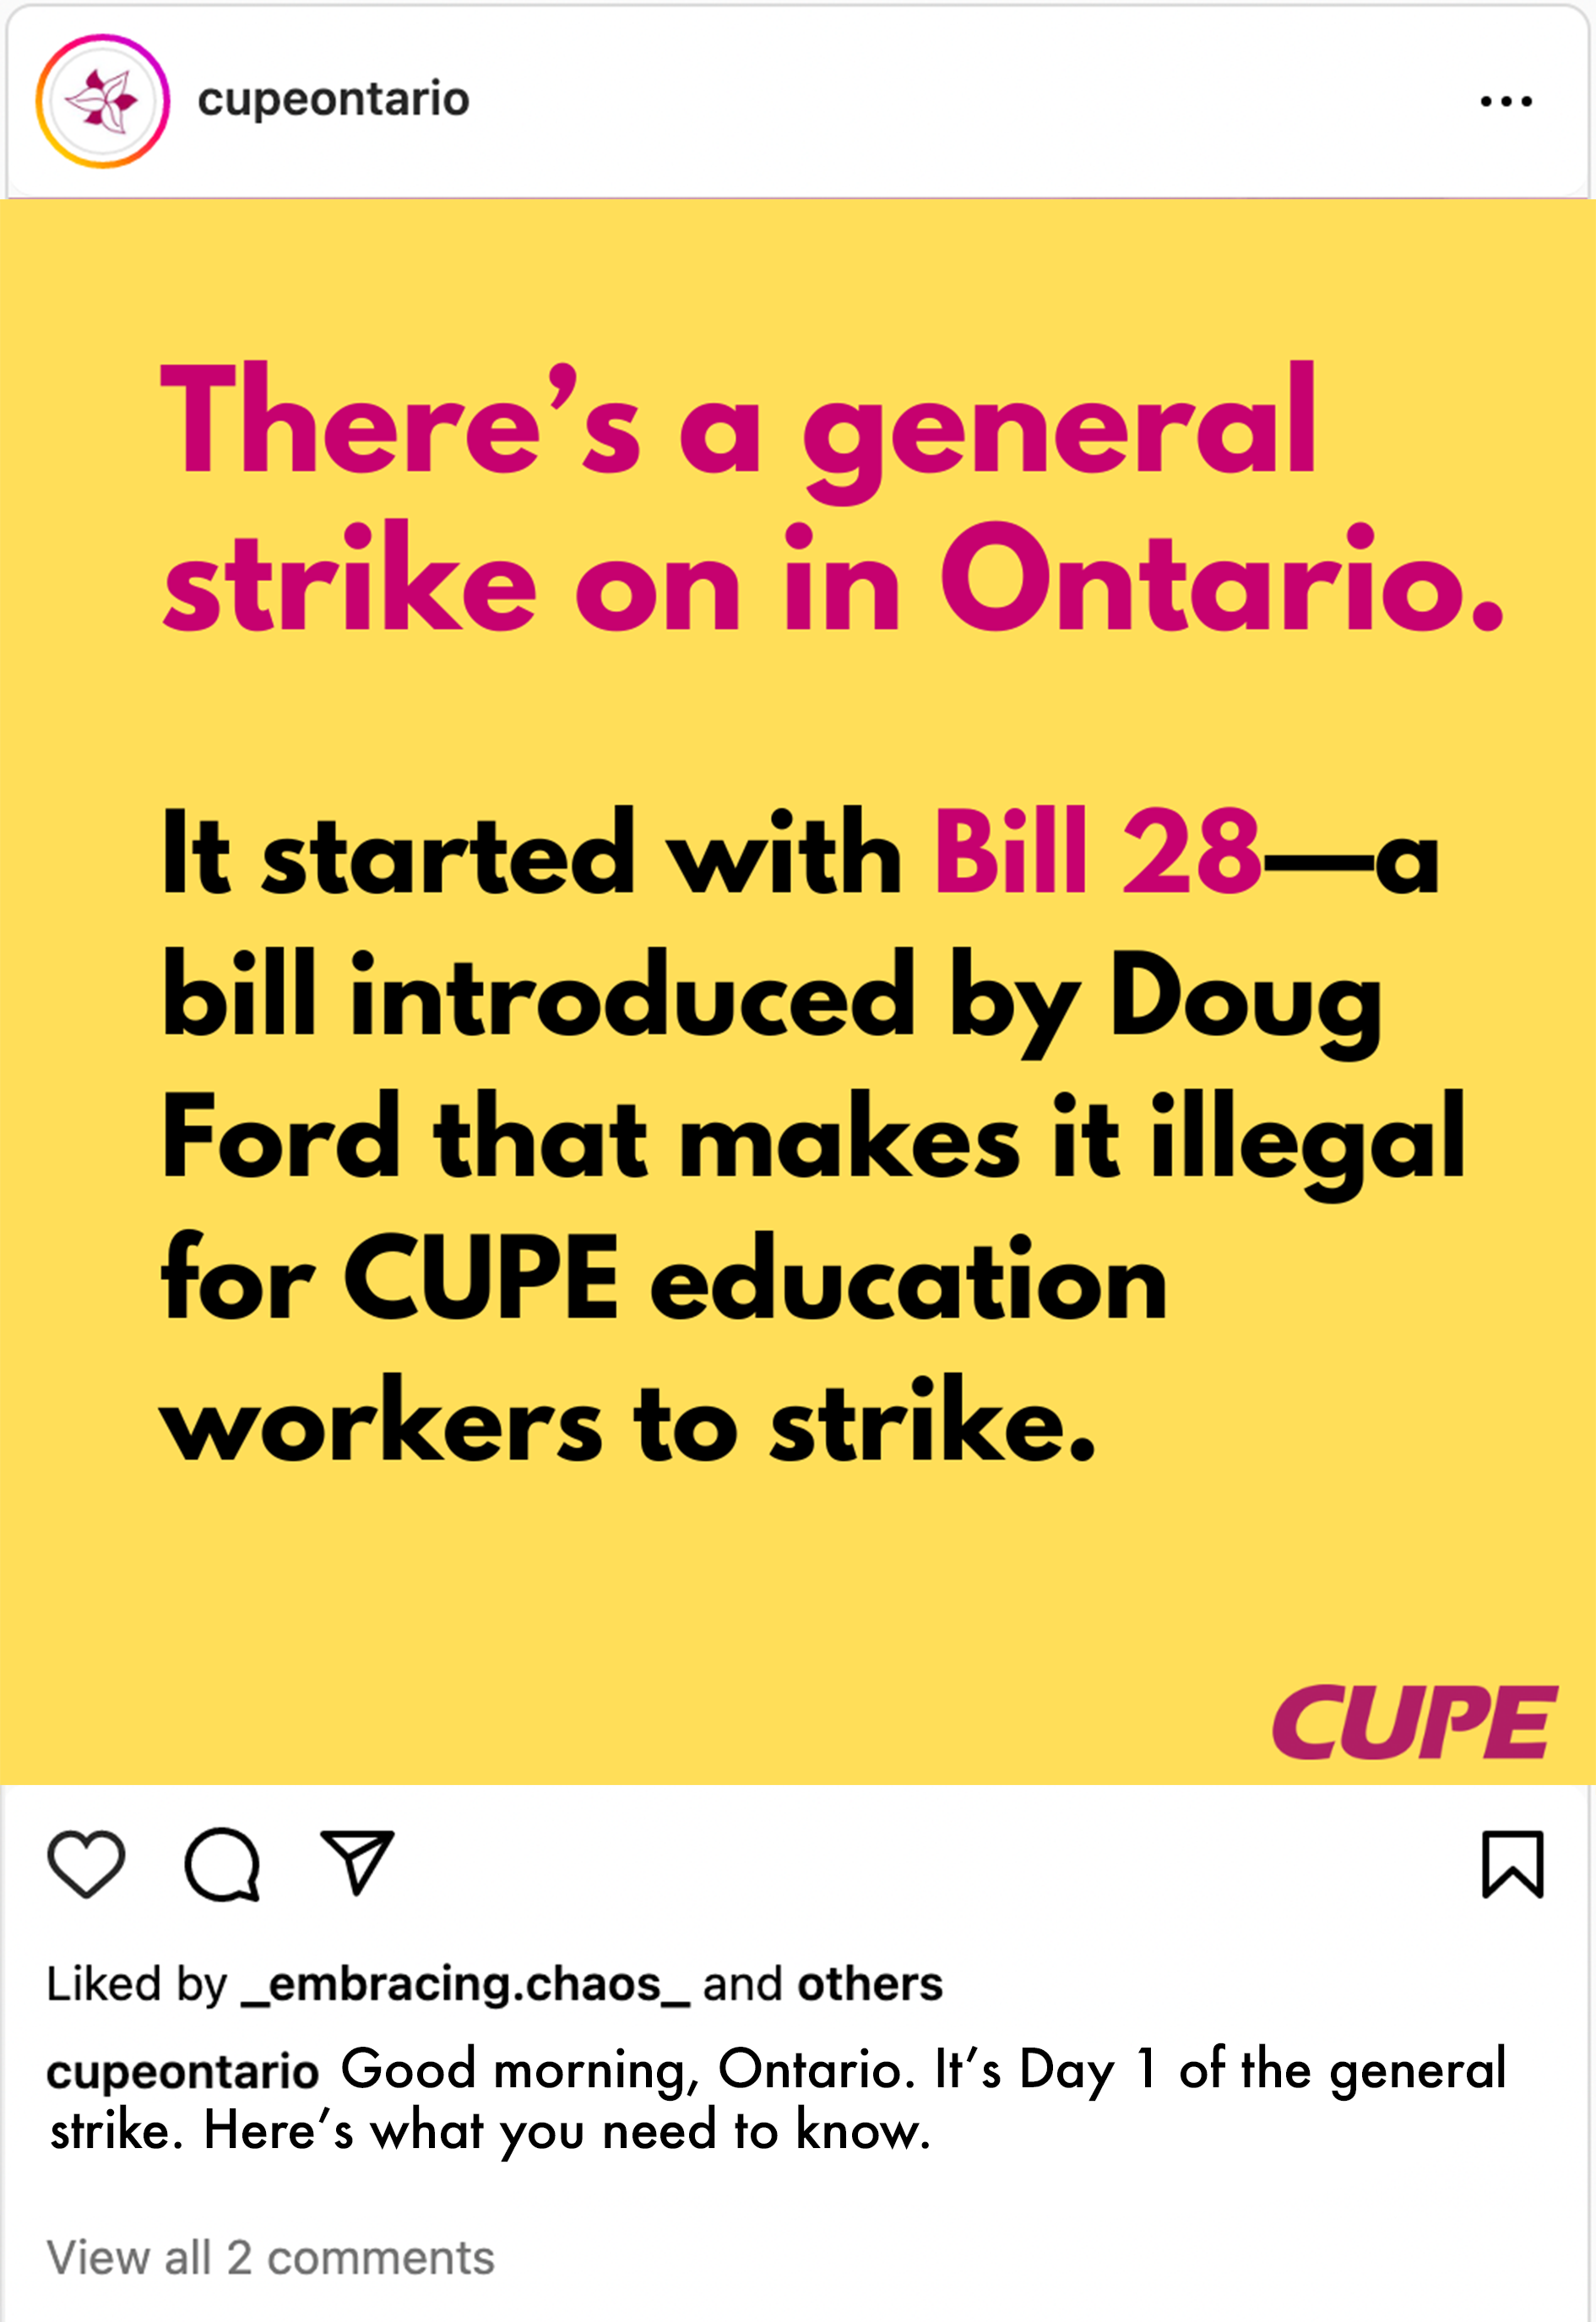 cupeontario
There’s a general
strike on in Ontario.
It started with Bill 28—a
bill introduced by Doug
Ford that makes it illegal
for CUPE education
workers to strike.
CUPE
Liked by _embracing.chaos_ and others
cupeontario Good morning, Ontario. It’s Day 1 of the general
strike. Here’s what you need to know.
View all 2 comments